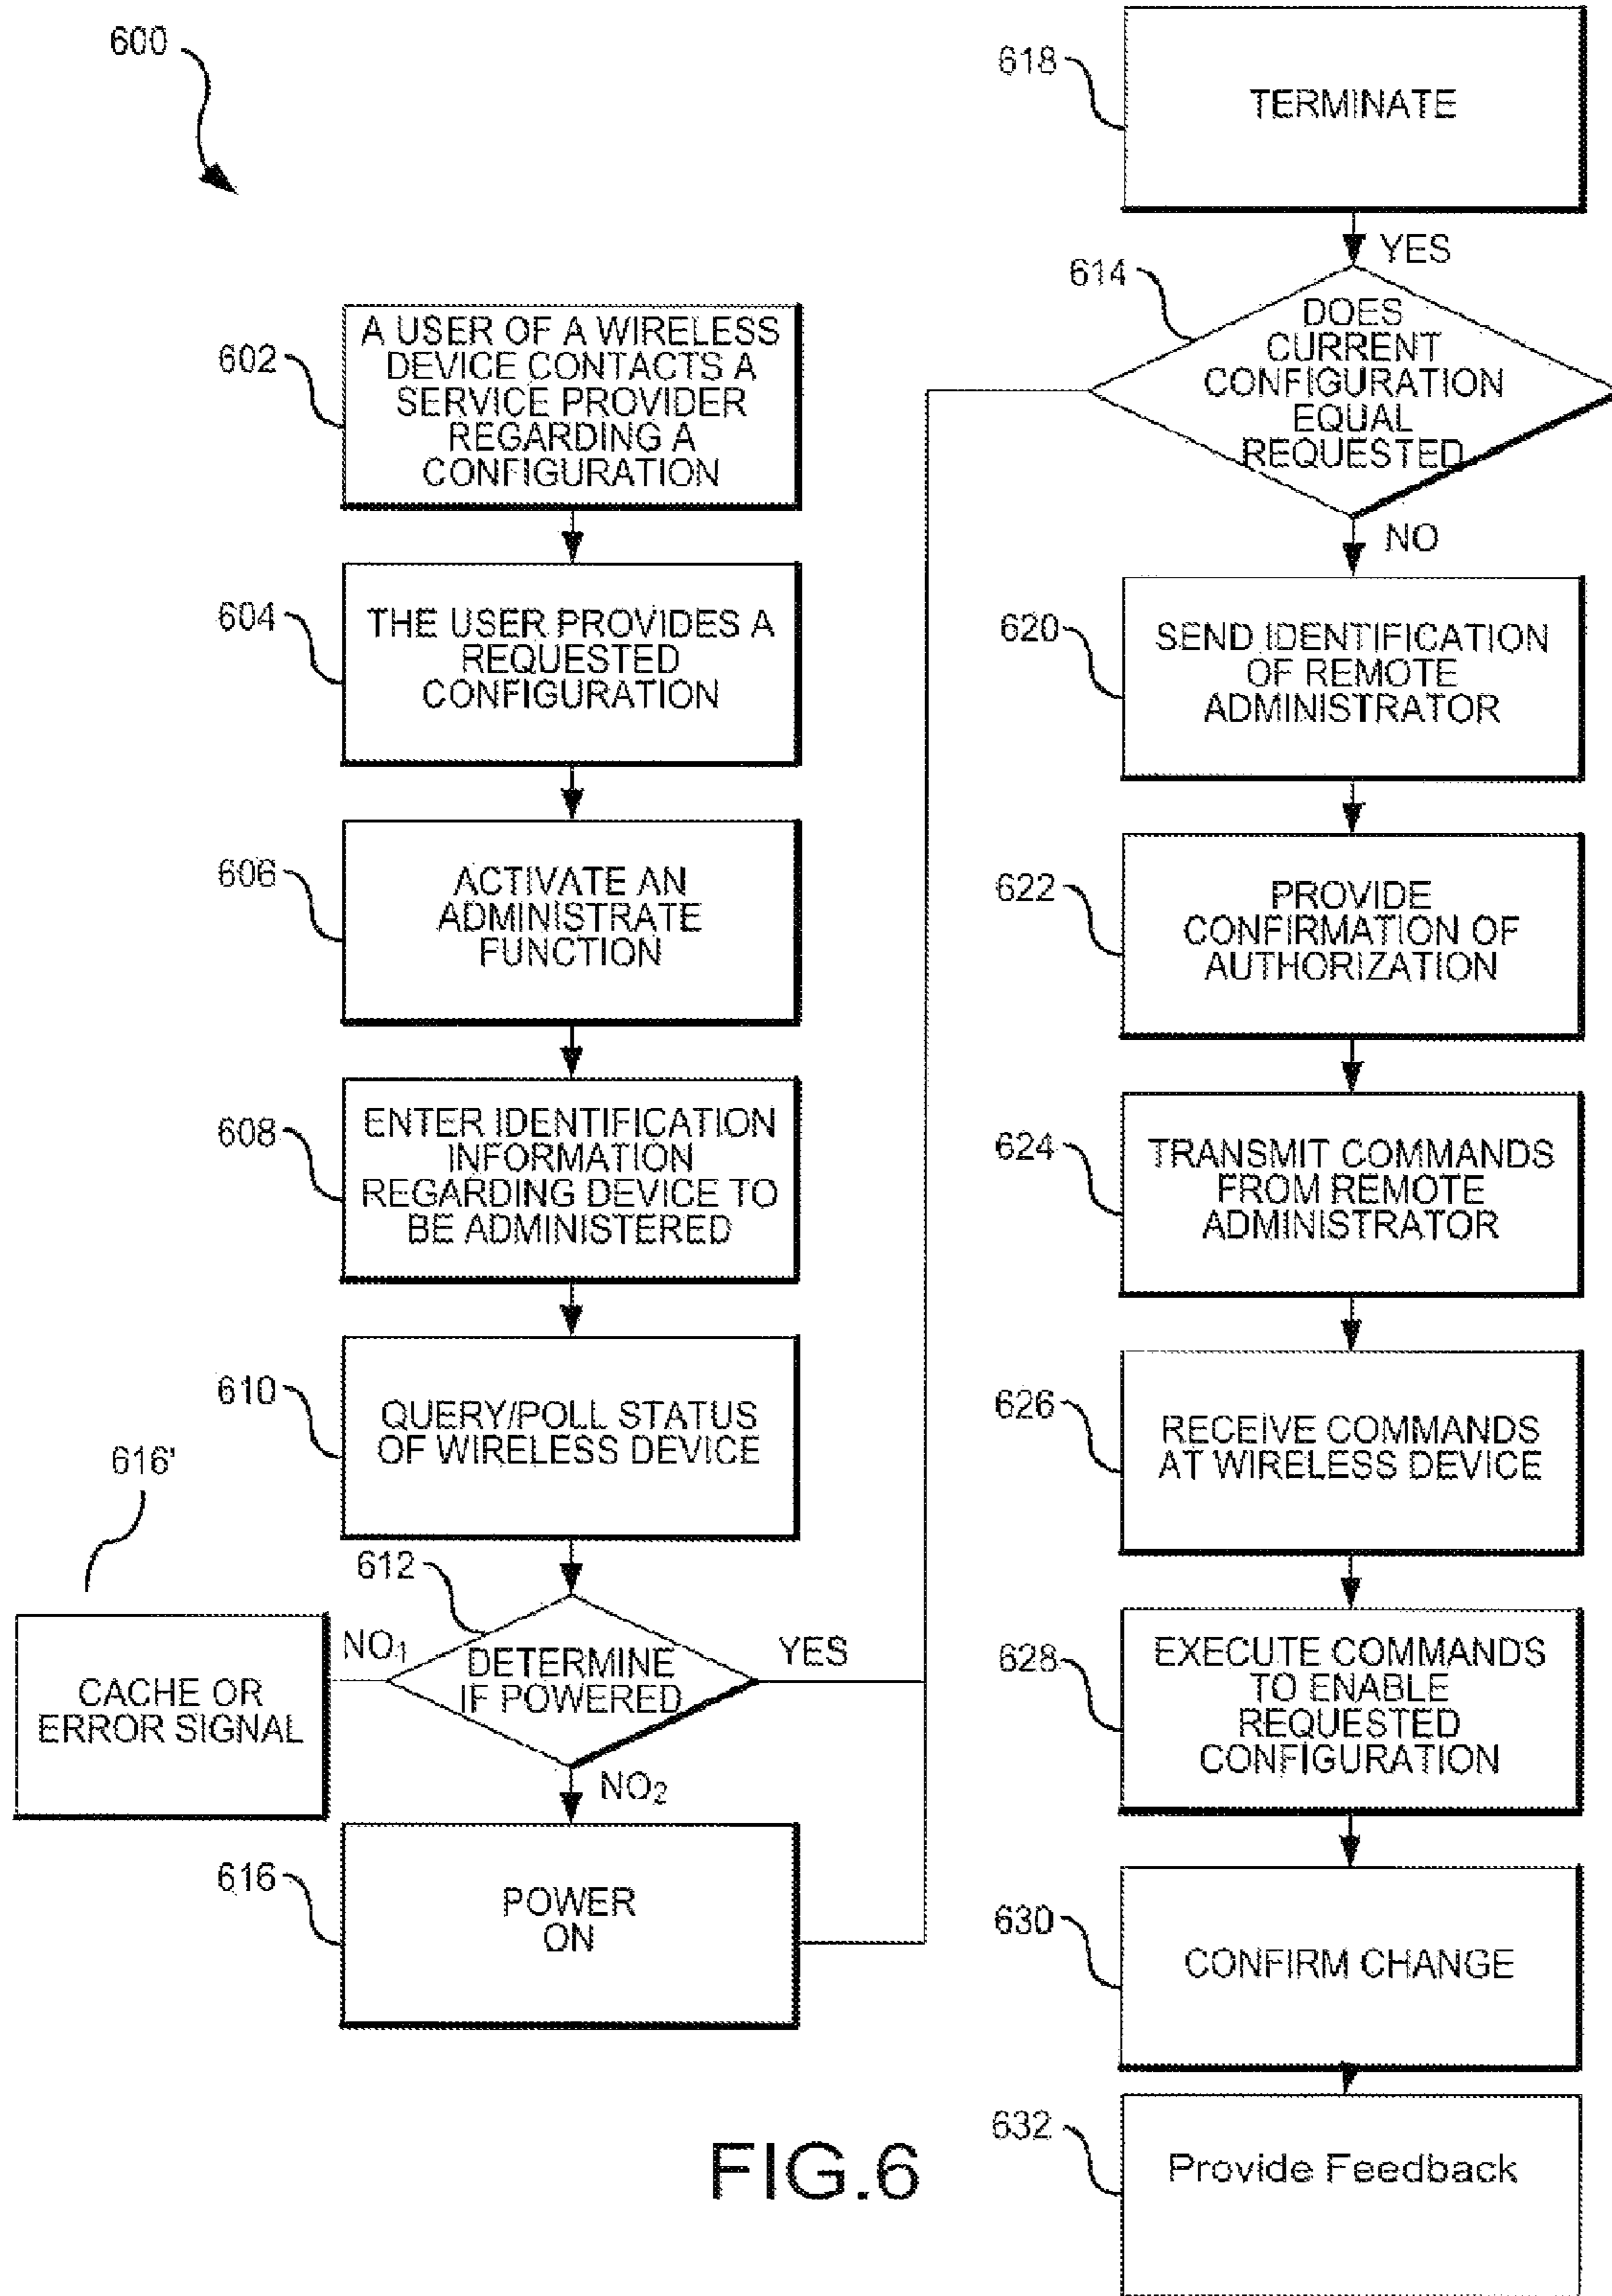 600
602
A USER OF A WIRELESS
DEVICE CONTACTS A
SERVICE PROVIDER
REGARDING A
CONFIGURATION
604
THE USER PROVIDES A
REQUESTED
CONFIGURATION
606
ACTIVATE AN
ADMINISTRATE
FUNCTION
608
ENTER IDENTIFICATION
INFORMATION
REGARDING DEVICE TO
BE ADMINISTERED
610
QUERY/POLL STATUS
OF WIRELESS DEVICE
616'
CACHE OR
ERROR SIGNAL
612
NO₁
DETERMINE
IF POWERED
YES
NO₂
616
POWER
ON
618
TERMINATE
YES
614
DOES
CURRENT
CONFIGURATION
EQUAL
REQUESTED
NO
620
SEND IDENTIFICATION
OF REMOTE
ADMINISTRATOR
622
PROVIDE
CONFIRMATION OF
AUTHORIZATION
624
TRANSMIT COMMANDS
FROM REMOTE
ADMINISTRATOR
626
RECEIVE COMMANDS
AT WIRELESS DEVICE
628
EXECUTE COMMANDS
TO ENABLE
REQUESTED
CONFIGURATION
630
CONFIRM CHANGE
632
Provide Feedback
FIG.6